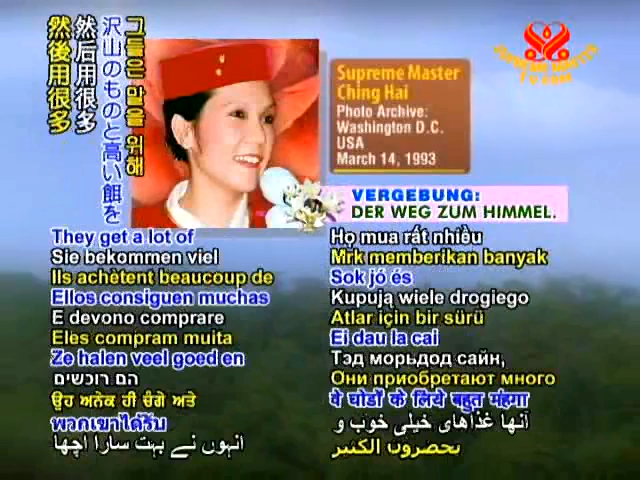 然後用很多
然后用很多
沢山のものと高い餌を
그들은 말을 위해
SUPREME MASTER
TV.COM
Supreme Master
Ching Hai
Photo Archive:
Washington D.C.
USA
March 14, 1993
VERGEBUNG:
DER WEG ZUM HIMMEL.
They get a lot of
Sie bekommen viel
Ils achètent beaucoup de
Ellos consiguen muchas
E devono comprare
Eles compram muita
Ze halen veel goed en
הם רוכשים
ਉਹ ਅਨੇਕ ਹੀ ਚੰਗੇ ਅਤੇ
พวกเขาได้รับ
انہوں نے بہت سارا اچھا
Họ mua rất nhiều
Mrk memberikan banyak
Sok jó és
Kupują wiele drogiego
Atlar için bir sürü
Ei dau la cai
Тэд морьдод сайн,
Они приобретают много
वे घोडों के लिये बहुत मंहगा
آنها غذاهای خیلی خوب و
يحضرون الكثير